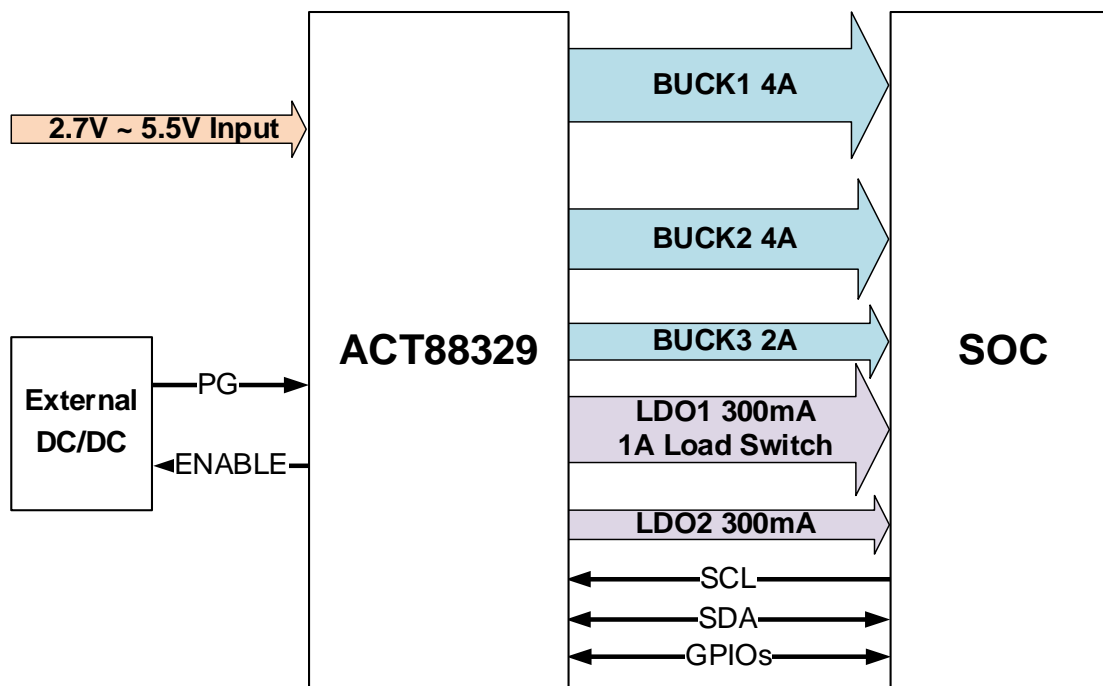 2.7V ~ 5.5V Input
External
DC/DC
PG
ENABLE
ACT88329
BUCK1 4A
BUCK2 4A
BUCK3 2A
LDO1 300mA
1A Load Switch
LDO2 300mA
SCL
SDA
GPIOs
SOC